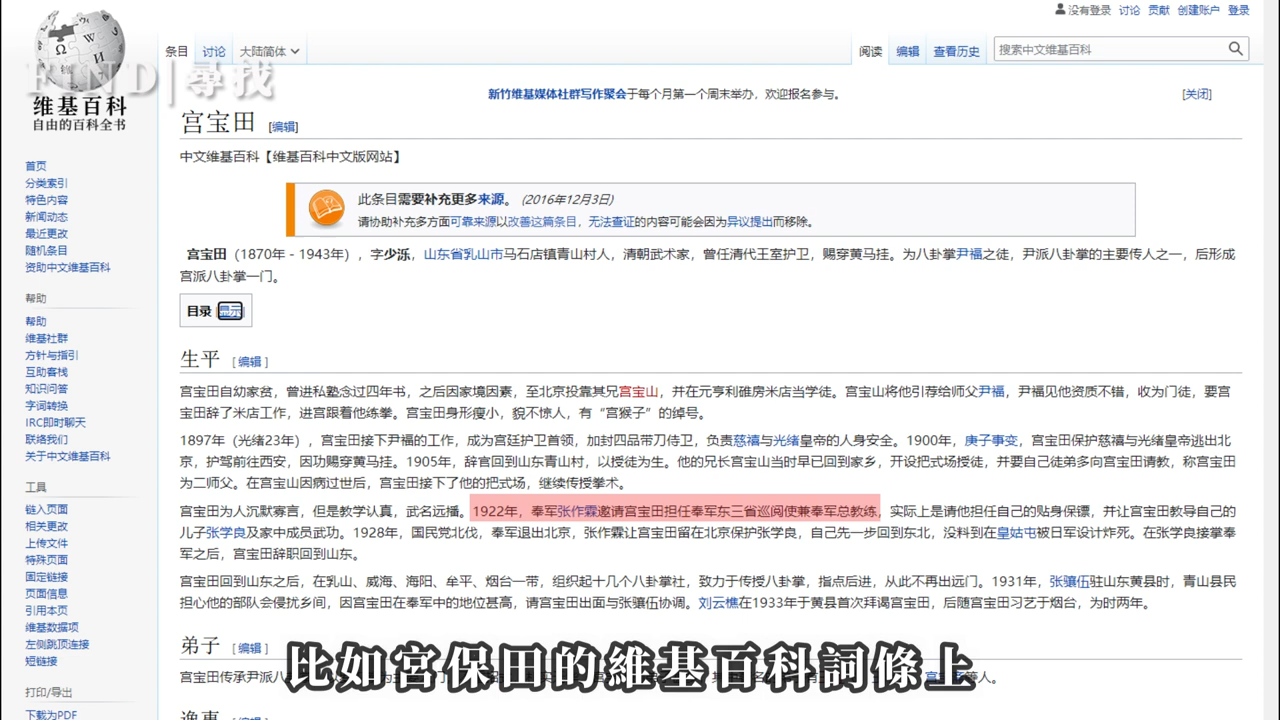 没有登录 讨论 贡献 创建账户 登录
条目 讨论 大陆简体 阅读 编辑 查看历史 搜索中文维基百科
FIND|尋找
维基百科
自由的百科全书
新竹维基媒体社群写作聚会于每个月第一个周末举办，欢迎报名参与。 [关闭]
宫宝田 [编辑]
中文维基百科【维基百科中文版网站】
此条目需要补充更多来源。 (2016年12月3日)
请协助补充多方面可靠来源以改善这篇条目，无法查证的内容可能会因为异议提出而移除。
宫宝田（1870年 - 1943年），字少泺，山东省乳山市马石店镇青山村人，清朝武术家，曾任清代王室护卫，赐穿黄马挂。为八卦掌尹福之徒，尹派八卦掌的主要传人之一，后形成
宫派八卦掌一门。
目录 [显示]
生平 [编辑]
宫宝田自幼家贫，曾进私塾念过四年书，之后因家境因素，至北京投靠其兄宫宝山，并在元亨利碓房米店当学徒。宫宝山将他引荐给师父尹福，尹福见他资质不错，收为门徒，要宫
宝田辞了米店工作，进宫跟着他练拳。宫宝田身形瘦小，貌不惊人，有“宫猴子”的绰号。
1897年（光绪23年），宫宝田接下尹福的工作，成为宫廷护卫首领，加封四品带刀侍卫，负责慈禧与光绪皇帝的人身安全。1900年，庚子事变，宫宝田保护慈禧与光绪皇帝逃出北
京，护驾前往西安，因功赐穿黄马挂。1905年，辞官回到山东青山村，以授徒为生。他的兄长宫宝山当时早已回到家乡，开设把式场授徒，并要自己徒弟多向宫宝田请教，称宫宝田
为二师父。在宫宝山因病过世后，宫宝田接下了他的把式场，继续传授拳术。
宫宝田为人沉默寡言，但是教学认真，武名远播。1922年，奉军张作霖邀请宫宝田担任奉军东三省巡阅使兼奉军总教练，实际上是请他担任自己的贴身保镖，并让宫宝田教导自己的
儿子张学良及家中成员武功。1928年，国民党北伐，奉军退出北京，张作霖让宫宝田留在北京保护张学良，自己先一步回到东北，没料到在皇姑屯被日军设计炸死。在张学良接掌奉
军之后，宫宝田辞职回到山东。
宫宝田回到山东之后，在乳山、威海、海阳、牟平、烟台一带，组织起十几个八卦掌社，致力于传授八卦掌，指点后进，从此不再出远门。1931年，张骧伍驻山东黄县时，青山县民
担心他的部队会侵扰乡间，因宫宝田在奉军中的地位甚高，请宫宝田出面与张骧伍协调。刘云樵在1933年于黄县首次拜谒宫宝田，后随宫宝田习艺于烟台，为时两年。
弟子 [编辑]
宫宝田传承尹派八
等人。
比如宮保田的維基百科詞條上
逸事 [编辑]
首页
分类索引
特色内容
新闻动态
最近更改
随机条目
资助中文维基百科
帮助
帮助
维基社群
方针与指引
互助客栈
知识问答
字词转换
IRC即时聊天
联络我们
关于中文维基百科
工具
链入页面
相关更改
上传文件
特殊页面
固定链接
页面信息
引用本页
维基数据项
左侧跳顶连接
短链接
打印/导出
下载为PDF